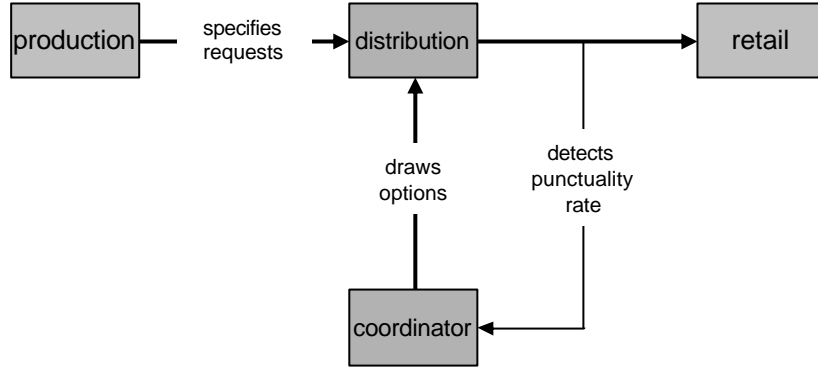 production
specifies
requests
distribution
retail
draws
options
detects
punctuality
rate
coordinator